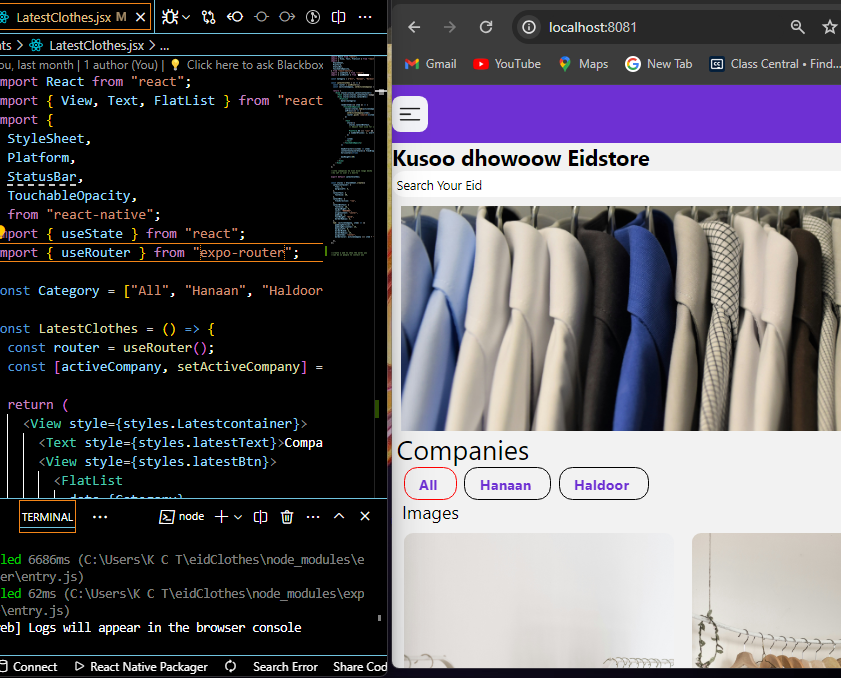 LatestClothes.jsx M
nts > LatestClothes.jsx > ...
You, last month | 1 author (You) | Click here to ask Blackbox
mport React from "react";
mport { View, Text, FlatList } from "react
mport {
StyleSheet,
Platform,
StatusBar,
TouchableOpacity,
from "react-native";
mport { useState } from "react";
mport { useRouter } from "expo-router";
onst Category = ["All", "Hanaan", "Haldoor
onst LatestClothes = () => {
const router = useRouter();
const [activeCompany, setActiveCompany] =
return (
<View style={styles.Latestcontainer}>
<Text style={styles.latestText}>Compa
<View style={styles.latestBtn}>
<FlatList
data={Category}
TERMINAL ... node
led 6686ms (C:\Users\K C T\eidClothes\node_modules\e
er\entry.js)
led 62ms (C:\Users\K C T\eidClothes\node_modules\exp
\entry.js)
eb] Logs will appear in the browser console
Connect React Native Packager Search Error Share Cod
localhost:8081
Gmail YouTube Maps New Tab Class Central • Find...
Kusoo dhowoow Eidstore
Search Your Eid
Companies
All Hanaan Haldoor
Images